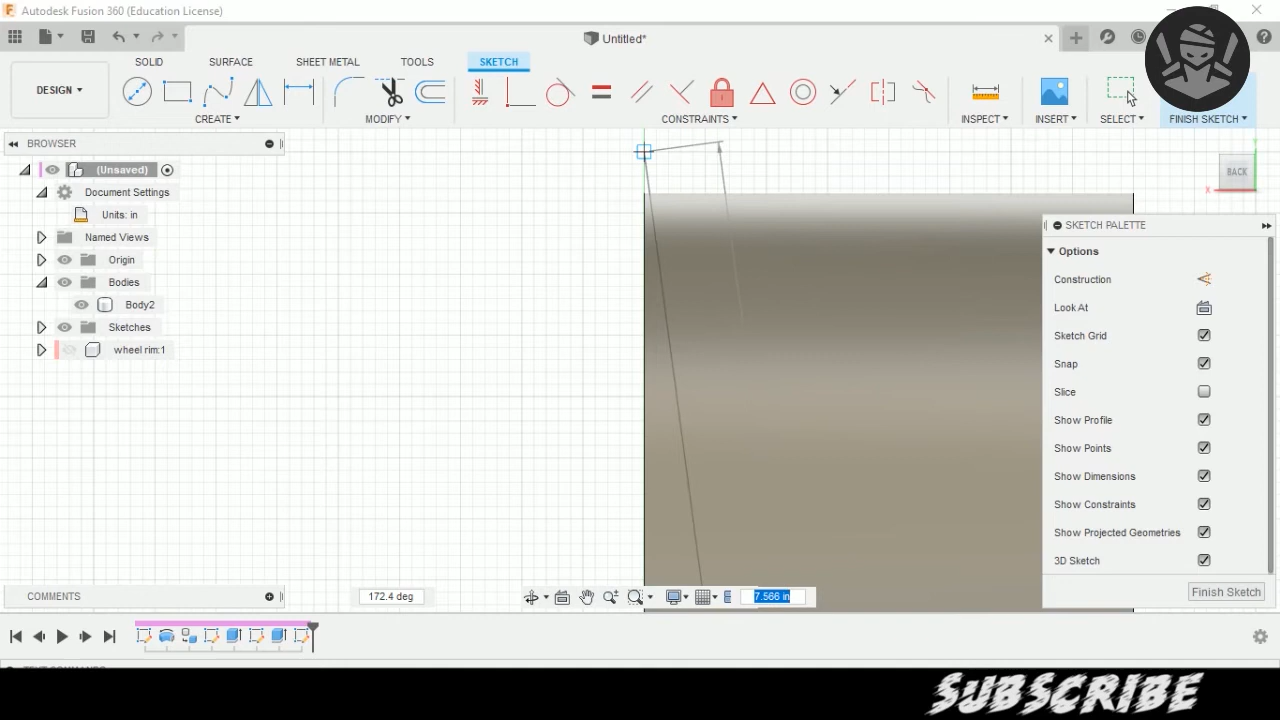 Autodesk Fusion 360 (Education License)
Untitled*
SOLID SURFACE SHEET METAL TOOLS SKETCH
DESIGN
CREATE MODIFY CONSTRAINTS INSPECT INSERT SELECT FINISH SKETCH
BROWSER
(Unsaved)
Document Settings
Units: in
Named Views
Origin
Bodies
Body2
Sketches
wheel rim:1
BACK
X
Y
SKETCH PALETTE
Options
Construction
Look At
Sketch Grid
Snap
Slice
Show Profile
Show Points
Show Dimensions
Show Constraints
Show Projected Geometries
3D Sketch
Finish Sketch
COMMENTS
172.4 deg
7.566 in
SUBSCRIBE